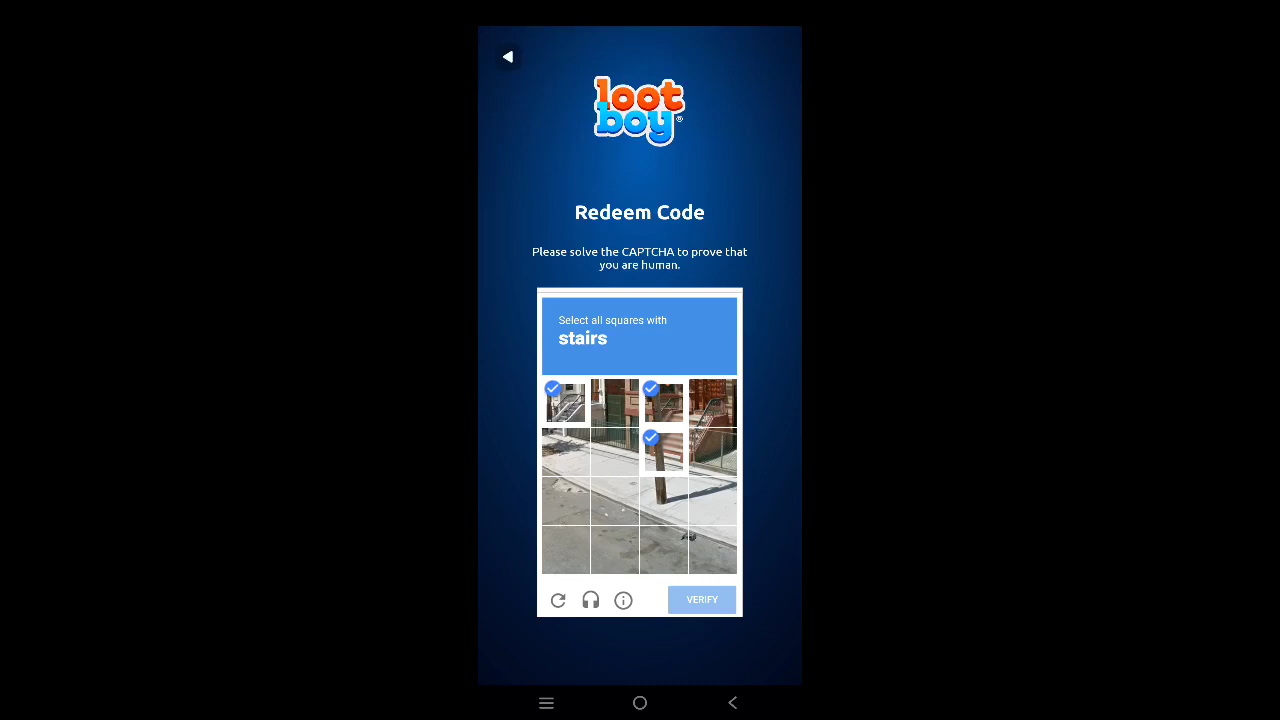 loot
boy®
Redeem Code
Please solve the CAPTCHA to prove that
you are human.
Select all squares with
stairs
VERIFY